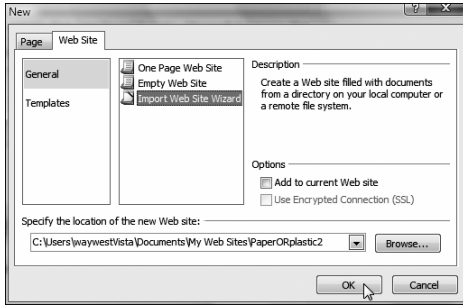 New
Page Web Site
General
Templates
One Page Web Site
Empty Web Site
Import Web Site Wizard
Description
Create a Web site filled with documents
from a directory on your local computer or
a remote file system.
Options
Add to current Web site
Use Encrypted Connection (SSL)
Specify the location of the new Web site:
C:\Users\waywestVista\Documents\My Web Sites\PaperORplastic2
Browse...
OK Cancel